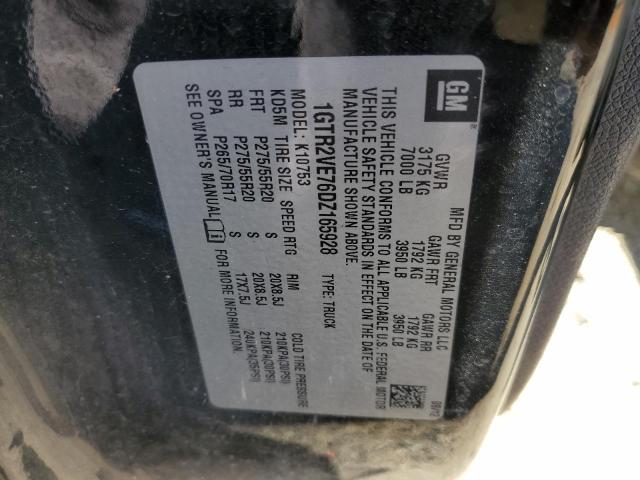 GM
MFD BY GENERAL MOTORS LLC
GVWR GAWR FRT GAWR RR
3175 KG 1792 KG 1792 KG
7000 LB 3950 LB 3950 LB
THIS VEHICLE CONFORMS TO ALL APPLICABLE U.S. FEDERAL MOTOR
VEHICLE SAFETY STANDARDS IN EFFECT ON THE DATE OF
MANUFACTURE SHOWN ABOVE.
1GTR2VE76DZ165928 TYPE: TRUCK
MODEL: K10753
KD5M TIRE SIZE SPEED RTG RIM COLD TIRE PRESSURE
FRT P275/55R20 S 20X8.5J 210KPA(30PSI)
RR P275/55R20 S 20X8.5J 210KPA(30PSI)
SPA P265/70R17 S 17X7.5J 240KPA(35PSI)
SEE OWNER'S MANUAL FOR MORE INFORMATION.